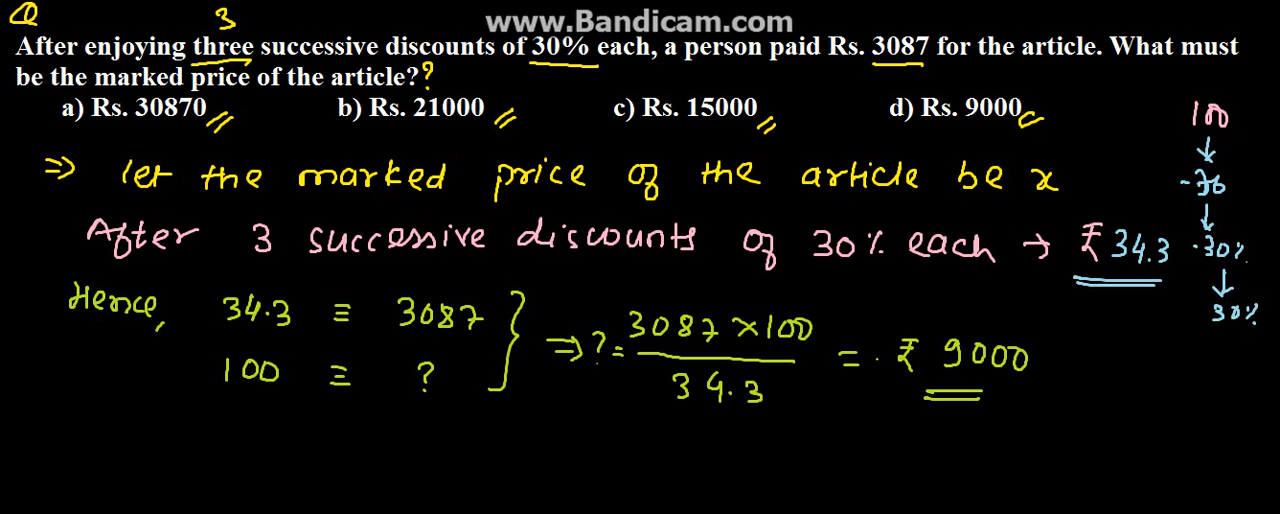 www.Bandicam.com
Q
3
After enjoying three successive discounts of 30% each, a person paid Rs. 3087 for the article. What must
be the marked price of the article??
a) Rs. 30870 b) Rs. 21000 c) Rs. 15000 d) Rs. 9000
100
⇒ let the marked price of the article be x
After 3 successive discounts of 30% each → ₹ 34.3
-30%
30%
Hence, 34.3 ≡ 3087
100 ≡ ?
⇒ ? = 3087 × 100
34.3
= ₹ 9000